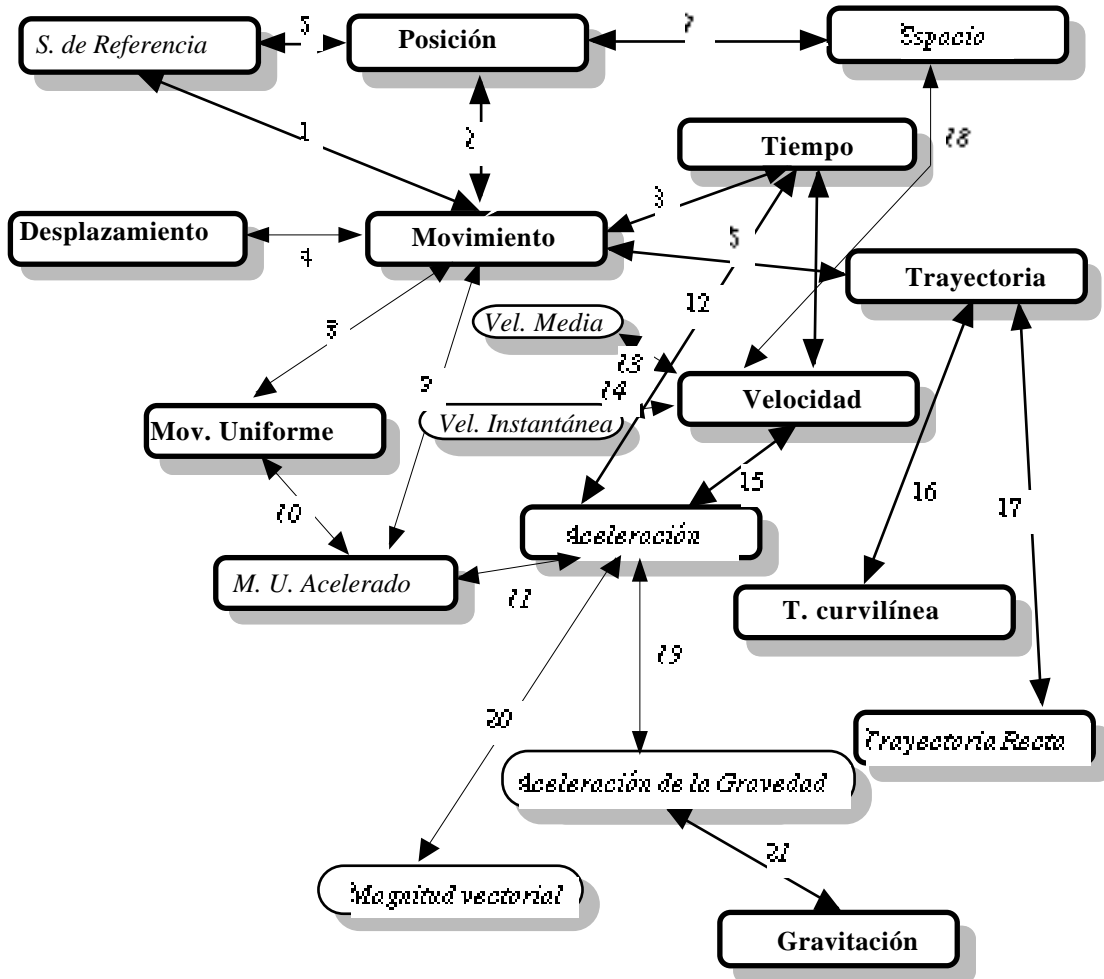 5
7
S. de Referencia
Posición
Espacio
1
2
18
Tiempo
3
Desplazamiento
Movimiento
4
5
Trayectoria
12
Vel. Media
8
13
9
14
Velocidad
Mov. Uniforme
Vel. Instantánea
15
16
17
10
Aceleración
M. U. Acelerado
11
T. curvilínea
19
20
Trayectoria Recta
Aceleración de la Gravedad
21
Magnitud vectorial
Gravitación